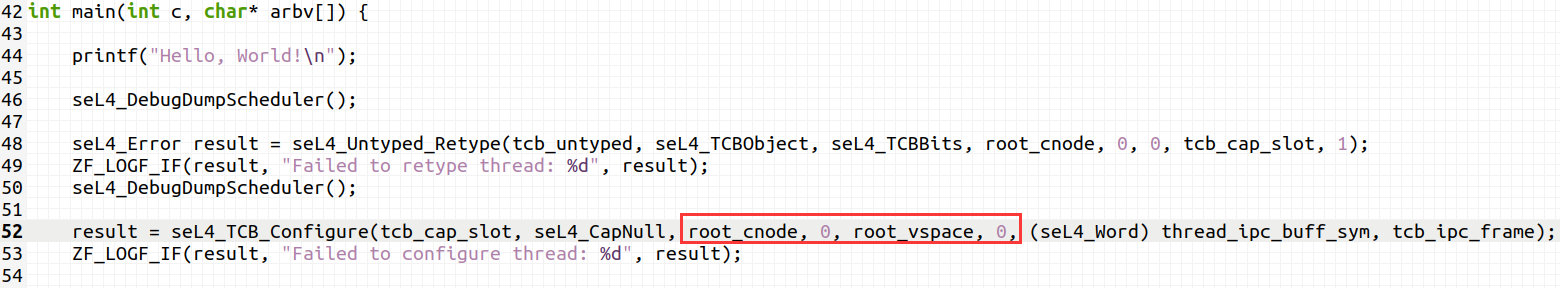 42 int main(int c, char* arbv[]) {
43
44 printf("Hello, World!\n");
45
46 seL4_DebugDumpScheduler();
47
48 seL4_Error result = seL4_Untyped_Retype(tcb_untyped, seL4_TCBObject, seL4_TCBBits, root_cnode, 0, 0, tcb_cap_slot, 1);
49 ZF_LOGF_IF(result, "Failed to retype thread: %d", result);
50 seL4_DebugDumpScheduler();
51
52 result = seL4_TCB_Configure(tcb_cap_slot, seL4_CapNull, root_cnode, 0, root_vspace, 0, (seL4_Word) thread_ipc_buff_sym, tcb_ipc_frame);
53 ZF_LOGF_IF(result, "Failed to configure thread: %d", result);
54